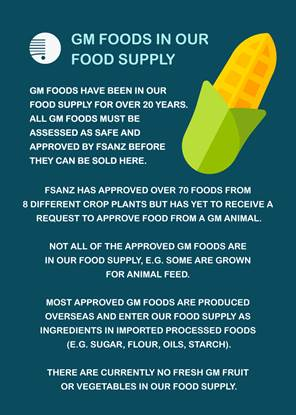 GM FOODS IN OUR
FOOD SUPPLY
GM FOODS HAVE BEEN IN OUR
FOOD SUPPLY FOR OVER 20 YEARS.
ALL GM FOODS MUST BE
ASSESSED AS SAFE AND
APPROVED BY FSANZ BEFORE
THEY CAN BE SOLD HERE.
FSANZ HAS APPROVED OVER 70 FOODS FROM
8 DIFFERENT CROP PLANTS BUT HAS YET TO RECEIVE A
REQUEST TO APPROVE FOOD FROM A GM ANIMAL.
NOT ALL OF THE APPROVED GM FOODS ARE
IN OUR FOOD SUPPLY, E.G. SOME ARE GROWN
FOR ANIMAL FEED.
MOST APPROVED GM FOODS ARE PRODUCED
OVERSEAS AND ENTER OUR FOOD SUPPLY AS
INGREDIENTS IN IMPORTED PROCESSED FOODS
(E.G. SUGAR, FLOUR, OILS, STARCH).
THERE ARE CURRENTLY NO FRESH GM FRUIT
OR VEGETABLES IN OUR FOOD SUPPLY.